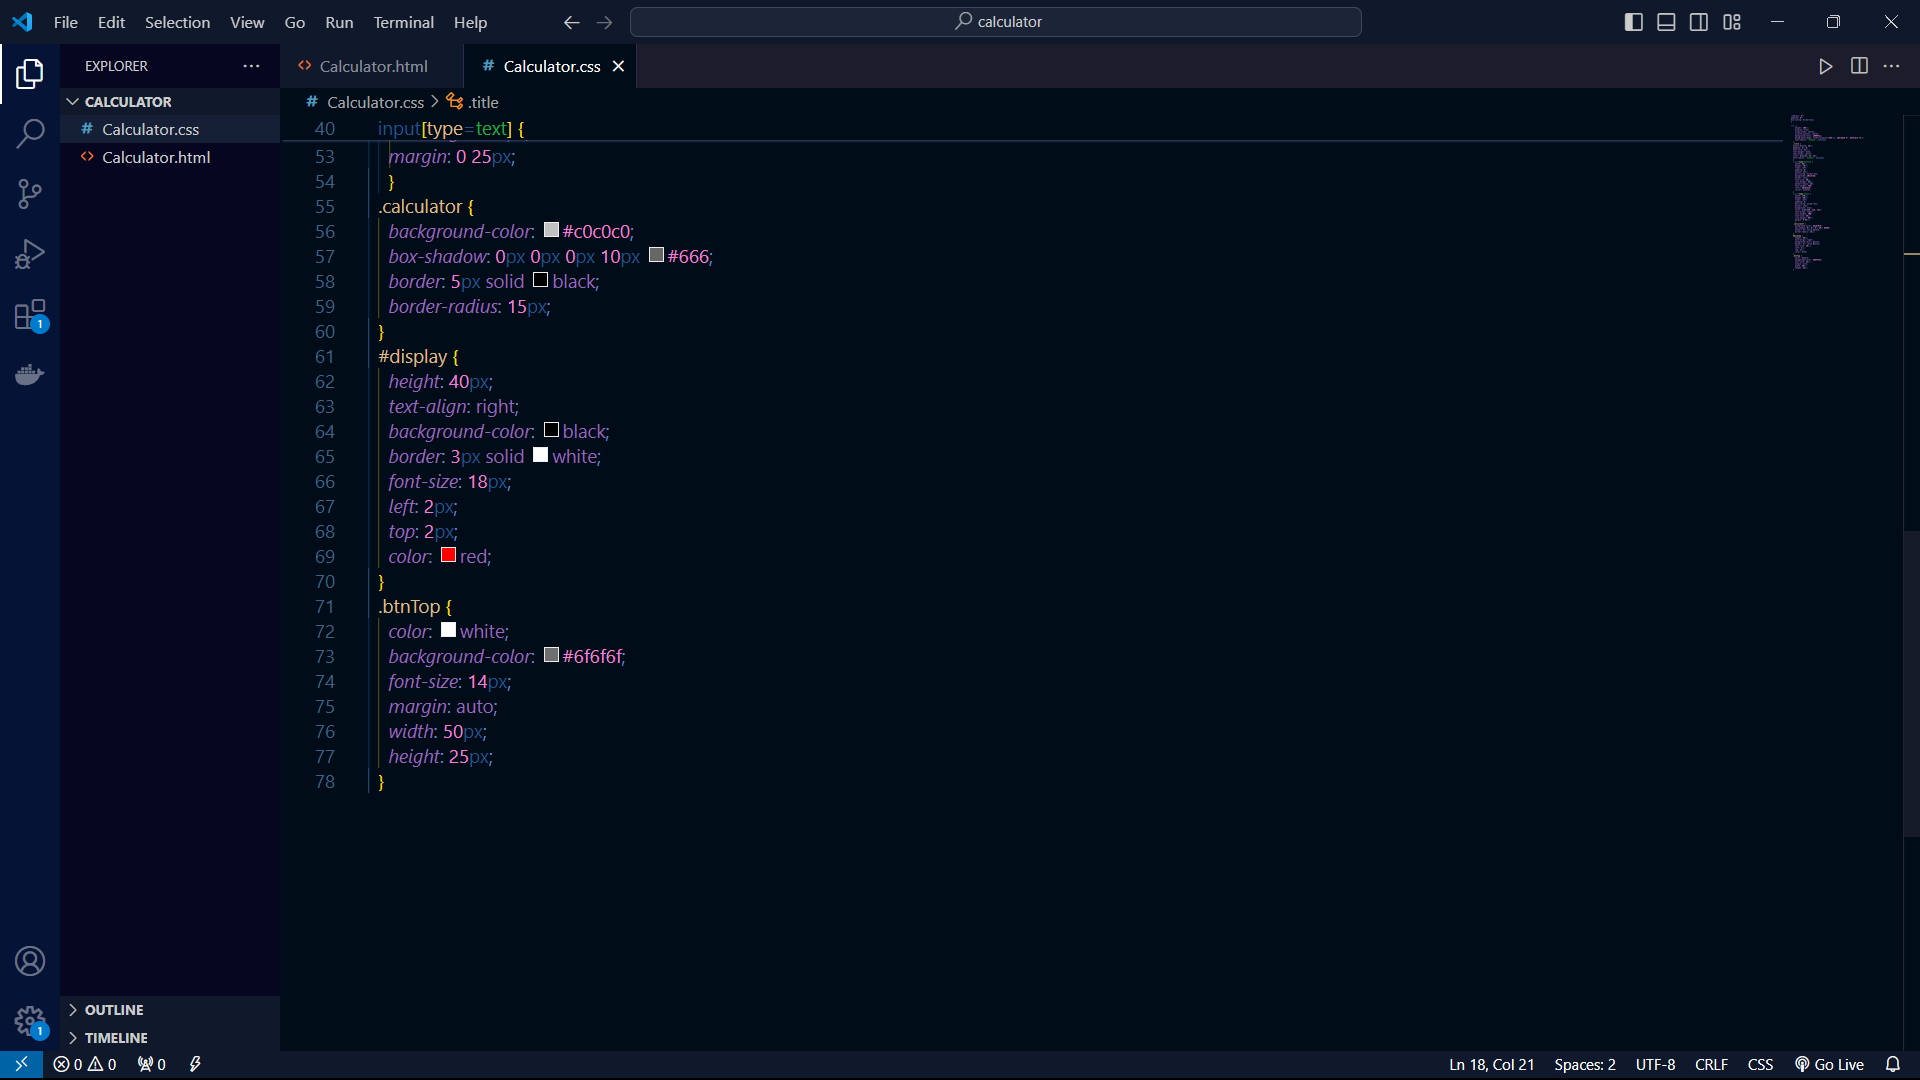 File Edit Selection View Go Run Terminal Help
calculator
EXPLORER
Calculator.html
# Calculator.css
CALCULATOR
# Calculator.css
Calculator.html
# Calculator.css > .title
40 input[type=text] {
53 margin: 0 25px;
54 }
55 .calculator {
56 background-color: #c0c0c0;
57 box-shadow: 0px 0px 0px 10px #666;
58 border: 5px solid black;
59 border-radius: 15px;
60 }
61 #display {
62 height: 40px;
63 text-align: right;
64 background-color: black;
65 border: 3px solid white;
66 font-size: 18px;
67 left: 2px;
68 top: 2px;
69 color: red;
70 }
71 .btnTop {
72 color: white;
73 background-color: #6f6f6f;
74 font-size: 14px;
75 margin: auto;
76 width: 50px;
77 height: 25px;
78 }
1
OUTLINE
1
TIMELINE
0 0 0 Ln 18, Col 21 Spaces: 2 UTF-8 CRLF CSS Go Live